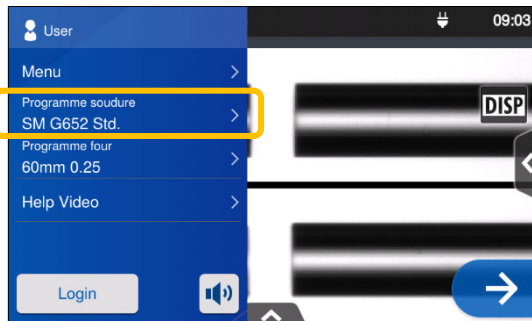 User
09:03
Menu
Programme soudure
SM G652 Std.
DISP
Programme four
60mm 0.25
Help Video
Login